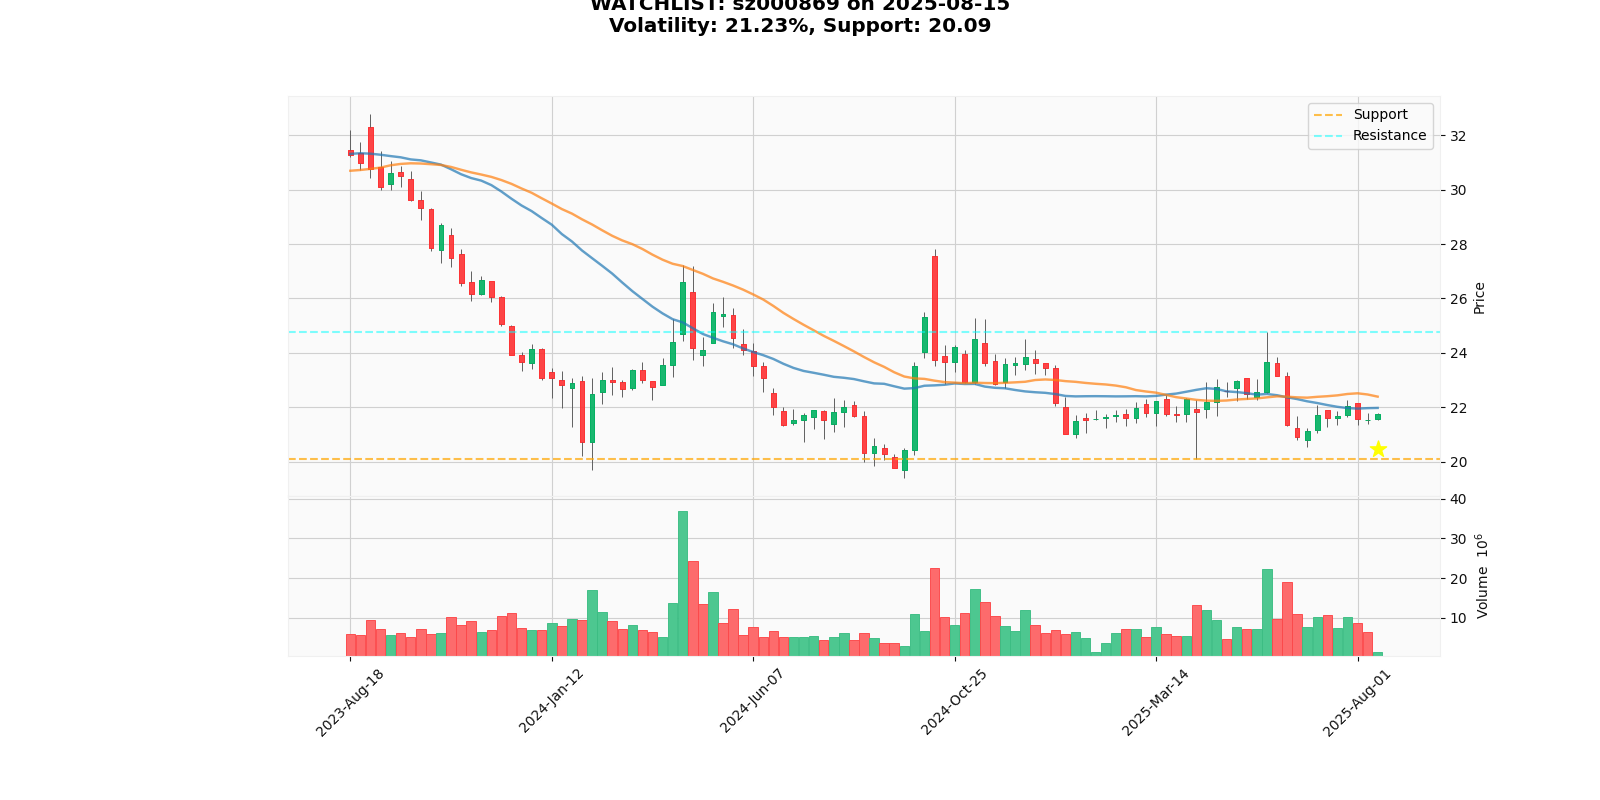 WATCHLIST: sz000869 on 2025-08-15
Volatility: 21.23%, Support: 20.09
Support
Resistance
32
30
28
26
24
22
20
Price
40
30
20
10
Volume 10⁶
2023-Aug-18
2024-Jan-12
2024-Jun-07
2024-Oct-25
2025-Mar-14
2025-Aug-01